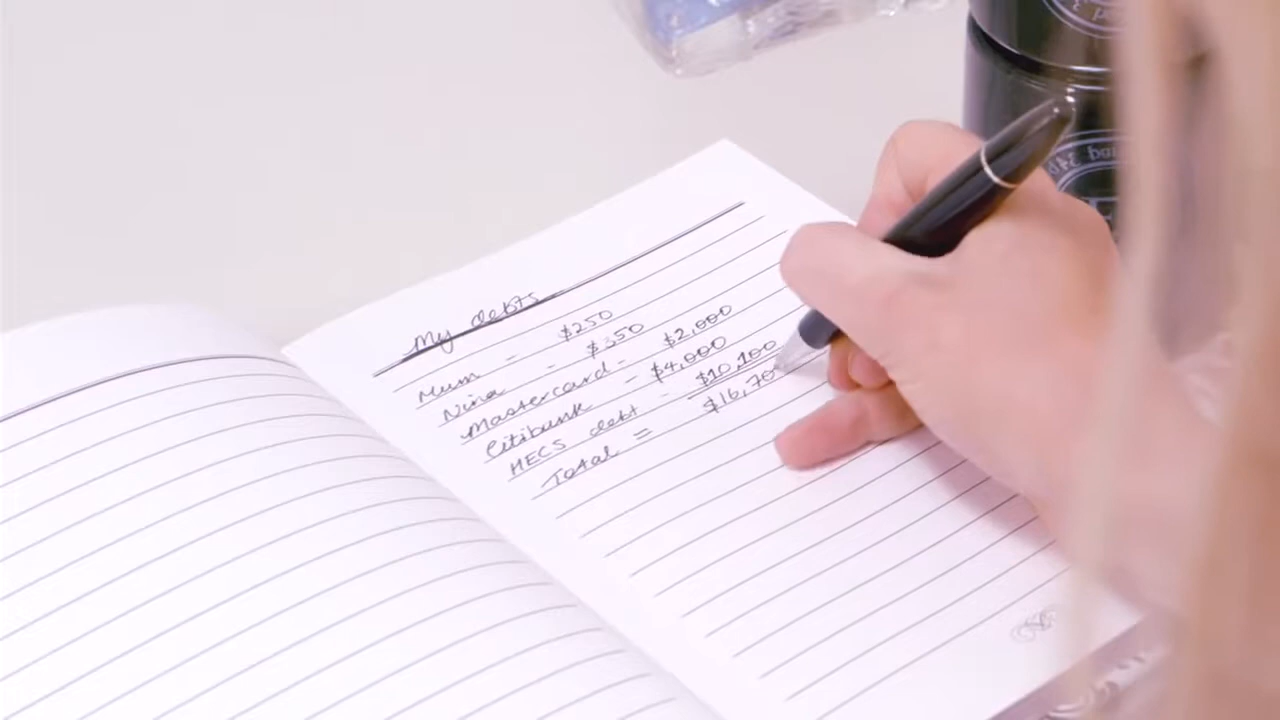 My debts
Mum - $250
Nina - $350
Mastercard - $2,000
Citibank - $4,000
HECS debt - $10,100
Total = $16,70